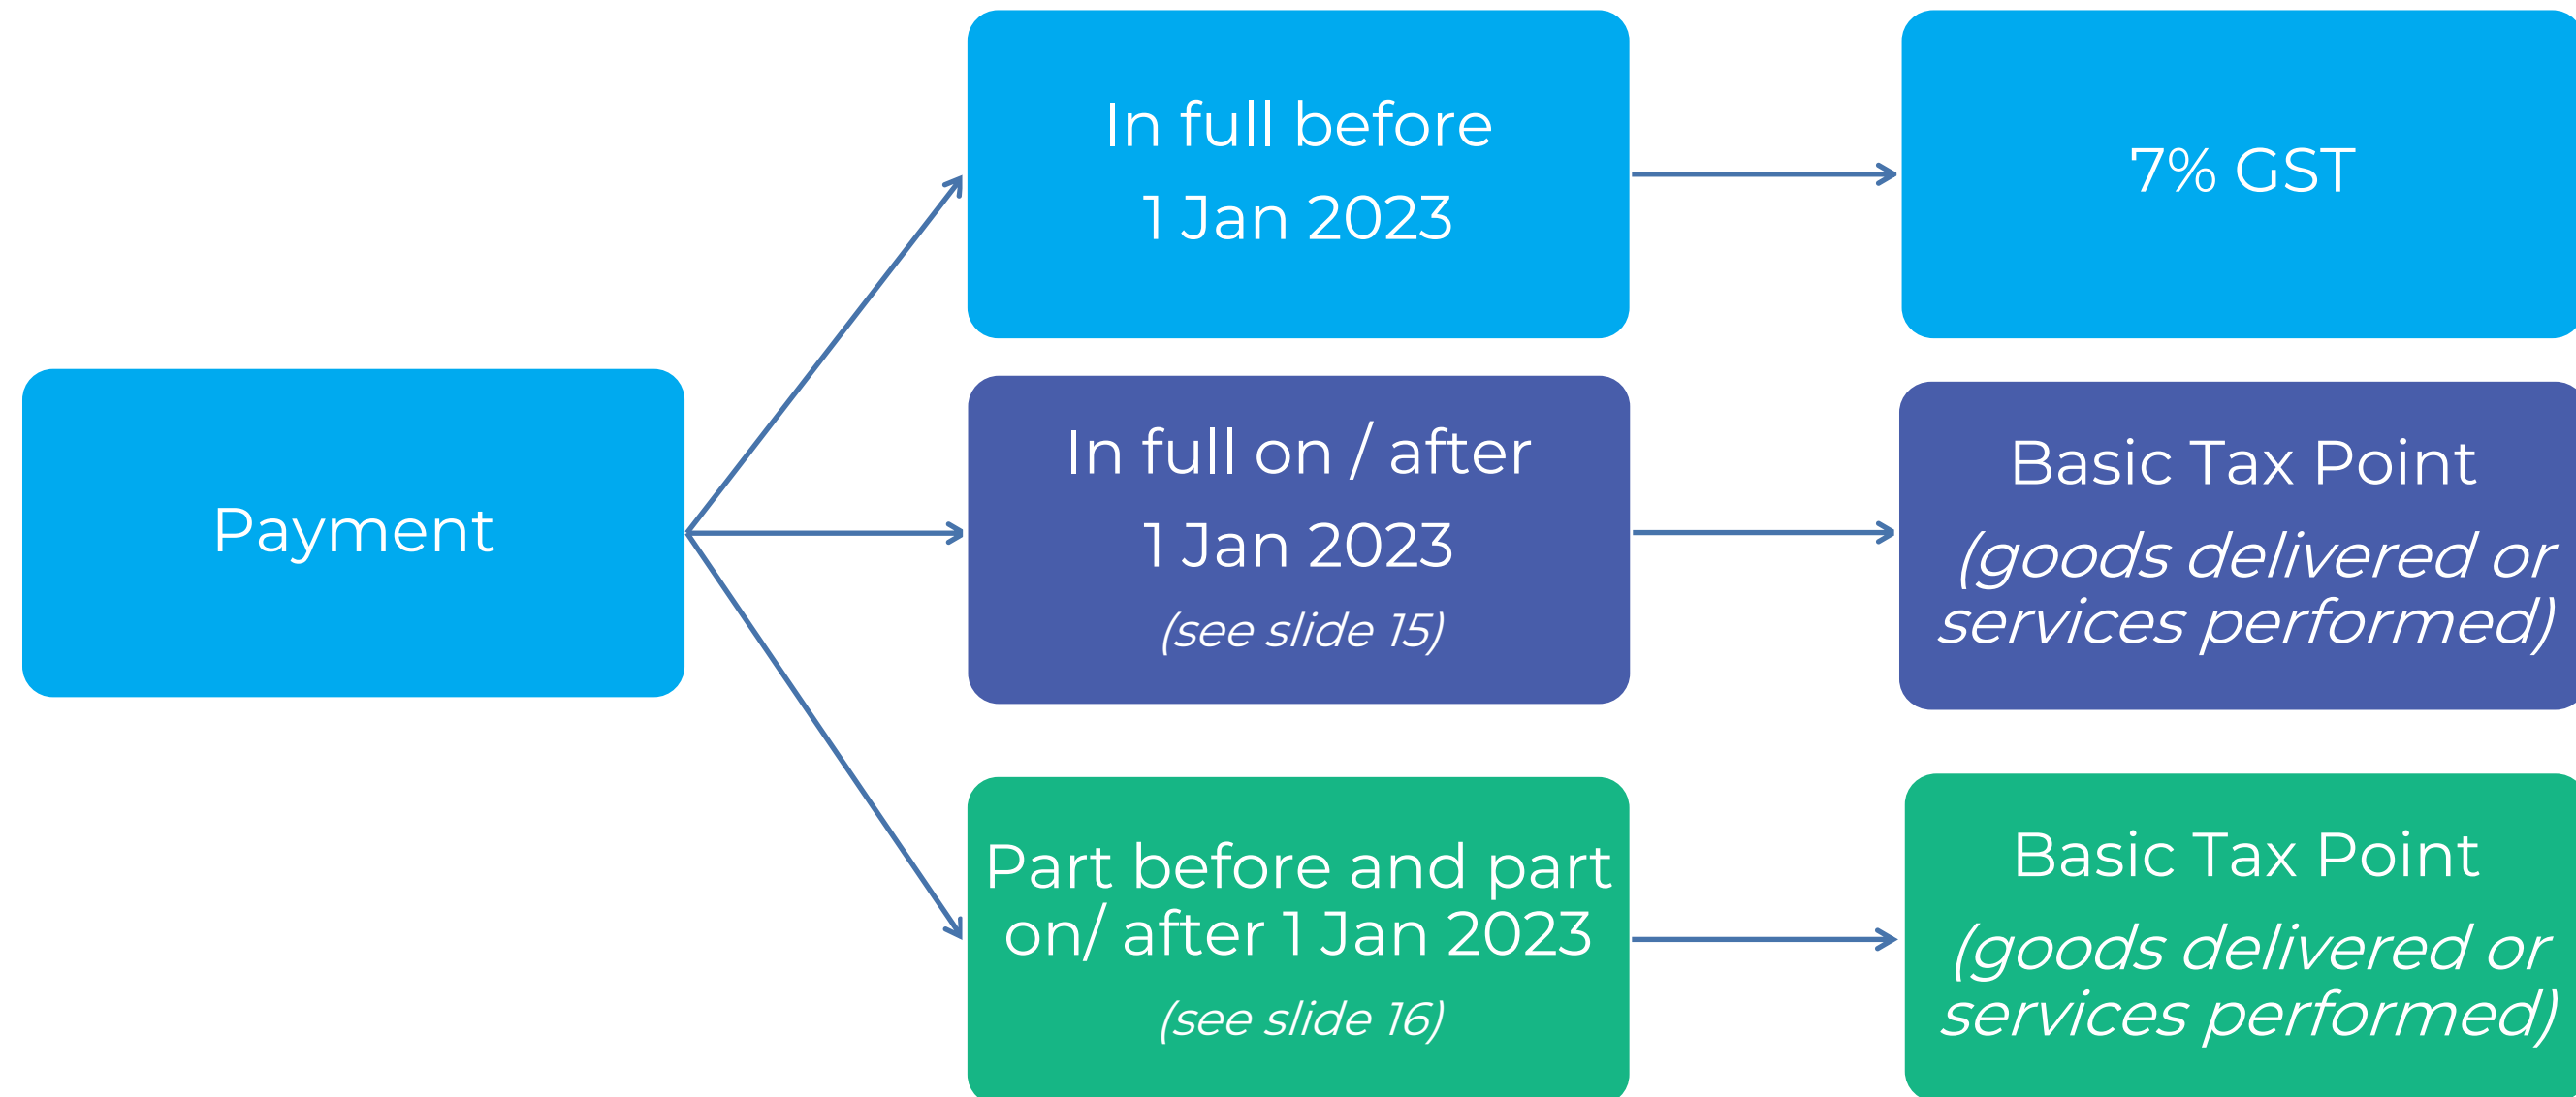 Payment
In full before
1 Jan 2023
7% GST
In full on / after
1 Jan 2023
(see slide 15)
Basic Tax Point
(goods delivered or
services performed)
Part before and part
on/ after 1 Jan 2023
(see slide 16)
Basic Tax Point
(goods delivered or
services performed)